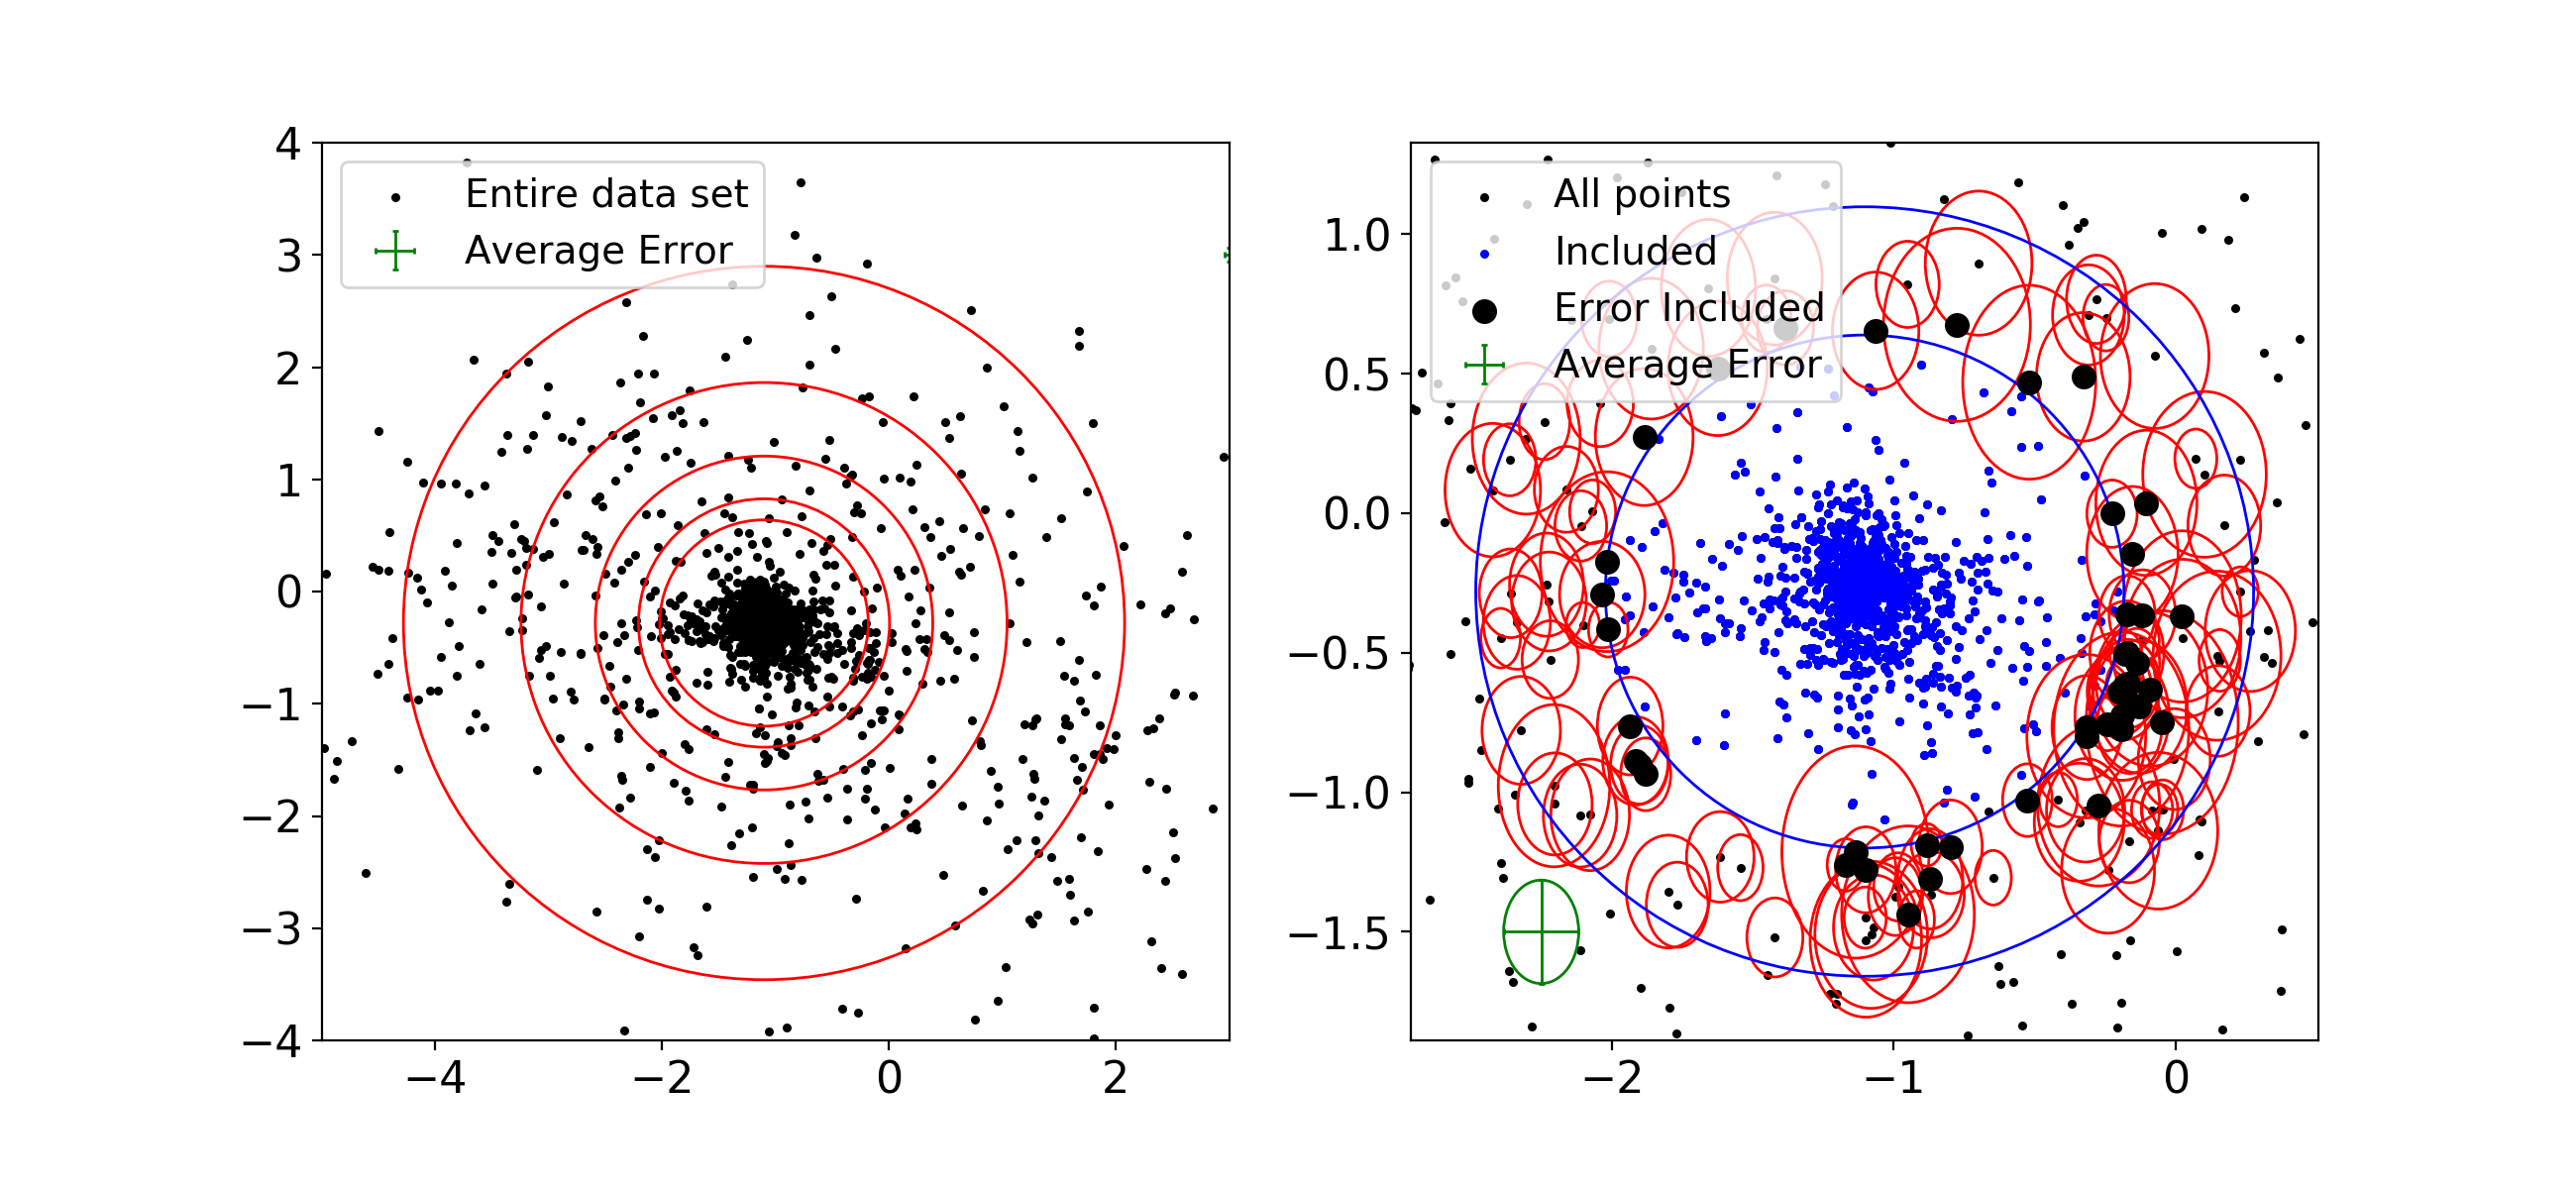 4
3
2
1
0
−1
−2
−3
−4
−4 −2 0 2
Entire data set
Average Error
1.0
0.5
0.0
−0.5
−1.0
−1.5
−2 −1 0
All points
Included
Error Included
Average Error